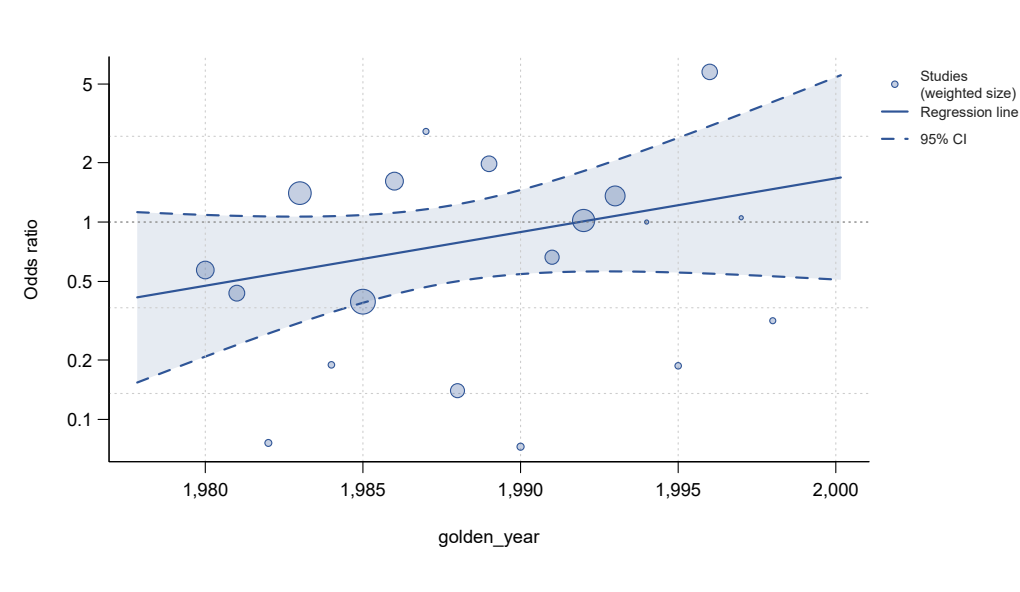 5
2
1
0.5
0.2
0.1
Odds ratio
1,980
1,985
1,990
1,995
2,000
golden_year
Studies
(weighted size)
Regression line
95% CI